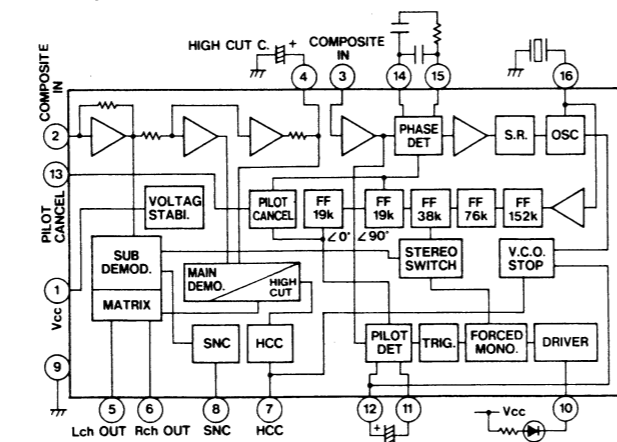 HIGH CUT C.
+
COMPOSITE
IN
4
3
14
15
16
COMPOSITE
IN
2
PHASE
DET
S.R.
OSC
13
PILOT
CANCEL
VOLTAG
STABI.
PILOT
CANCEL
FF
19k
FF
19k
FF
38k
FF
76k
FF
152k
∠0°
∠90°
SUB
DEMOD.
MAIN
DEMO.
HIGH
CUT
STEREO
SWITCH
V.C.O.
STOP
1
Vcc
MATRIX
SNC
HCC
PILOT
DET
TRIG.
FORCED
MONO.
DRIVER
9
5
6
8
7
12
11
10
+
Vcc
Lch OUT
Rch OUT
SNC
HCC